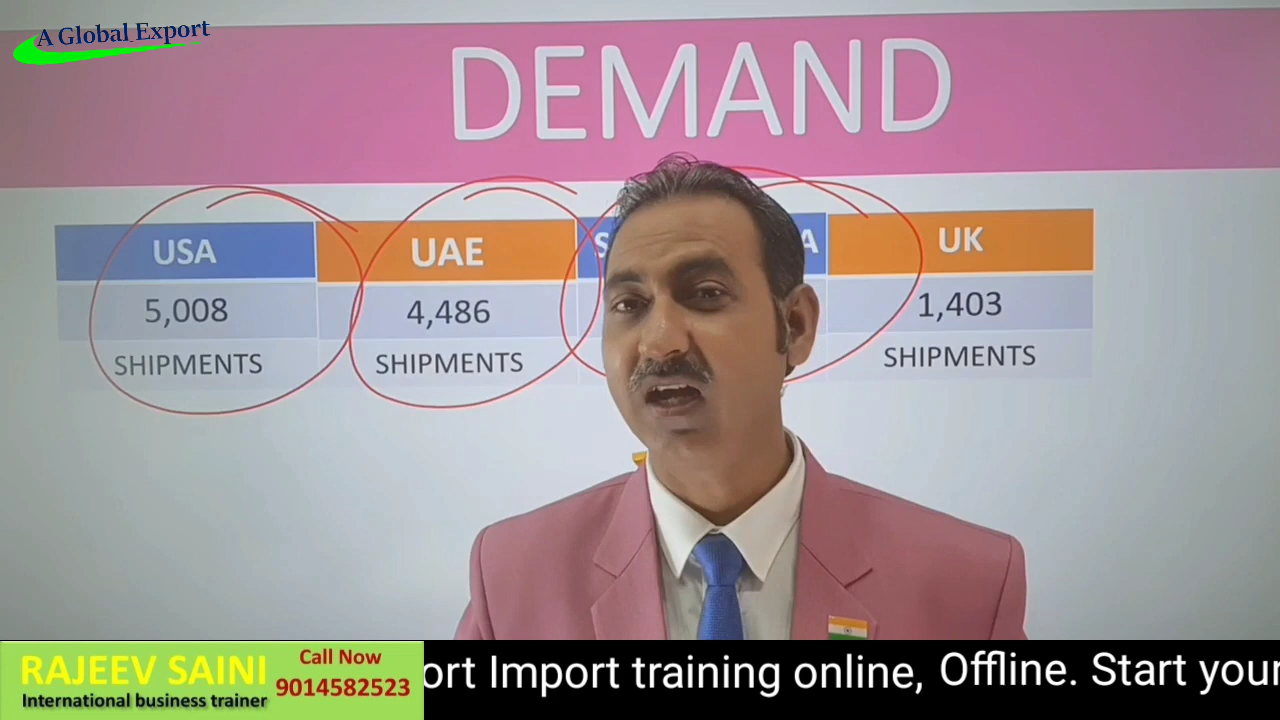 A Global Export
DEMAND
USA
UAE
UK
5,008
4,486
1,403
SHIPMENTS
SHIPMENTS
SHIPMENTS
RAJEEV SAINI
International business trainer
Call Now
9014582523
Import training online, Offline. Start your